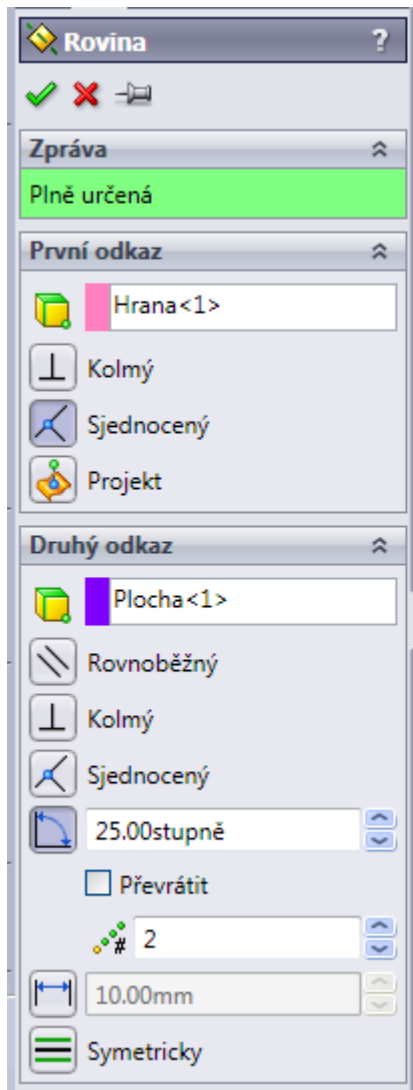 Rovina ?
Zpráva
Plně určená
První odkaz
Hrana<1>
Kolmý
Sjednocený
Projekt
Druhý odkaz
Plocha<1>
Rovnoběžný
Kolmý
Sjednocený
25.00stupně
Převrátit
# 2
10.00mm
Symetricky